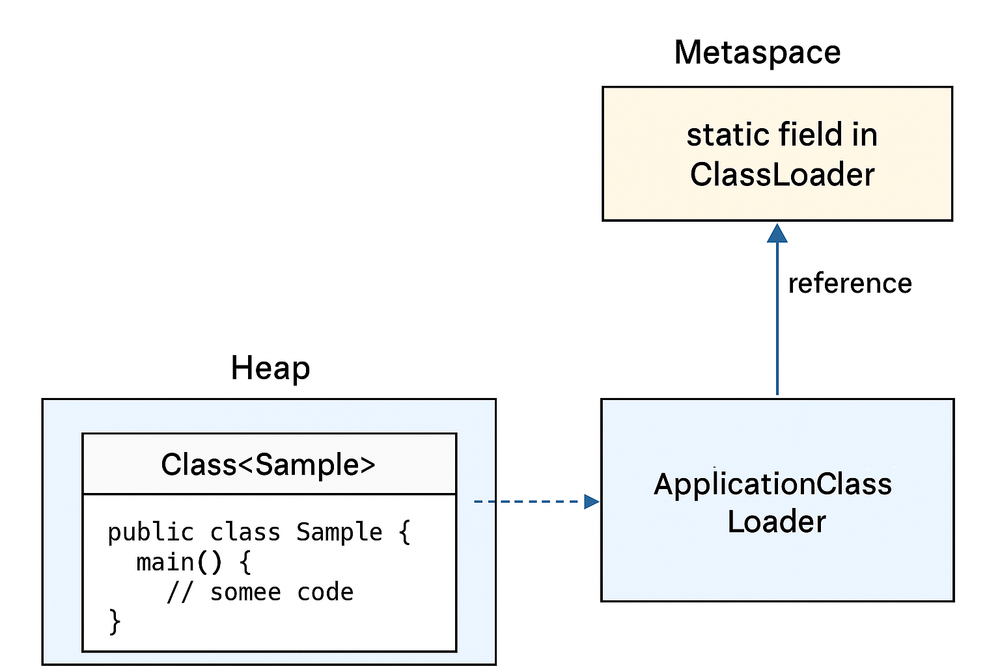 Metaspace
static field in
ClassLoader
reference
Heap
Class<Sample>
public class Sample {
  main() {
    // somee code
}
ApplicationClass
Loader